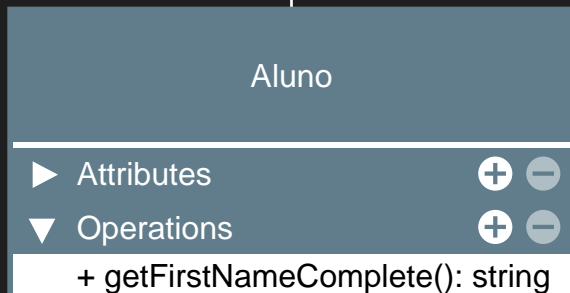 Aluno
Attributes
Operations
+ getFirstNameComplete(): string